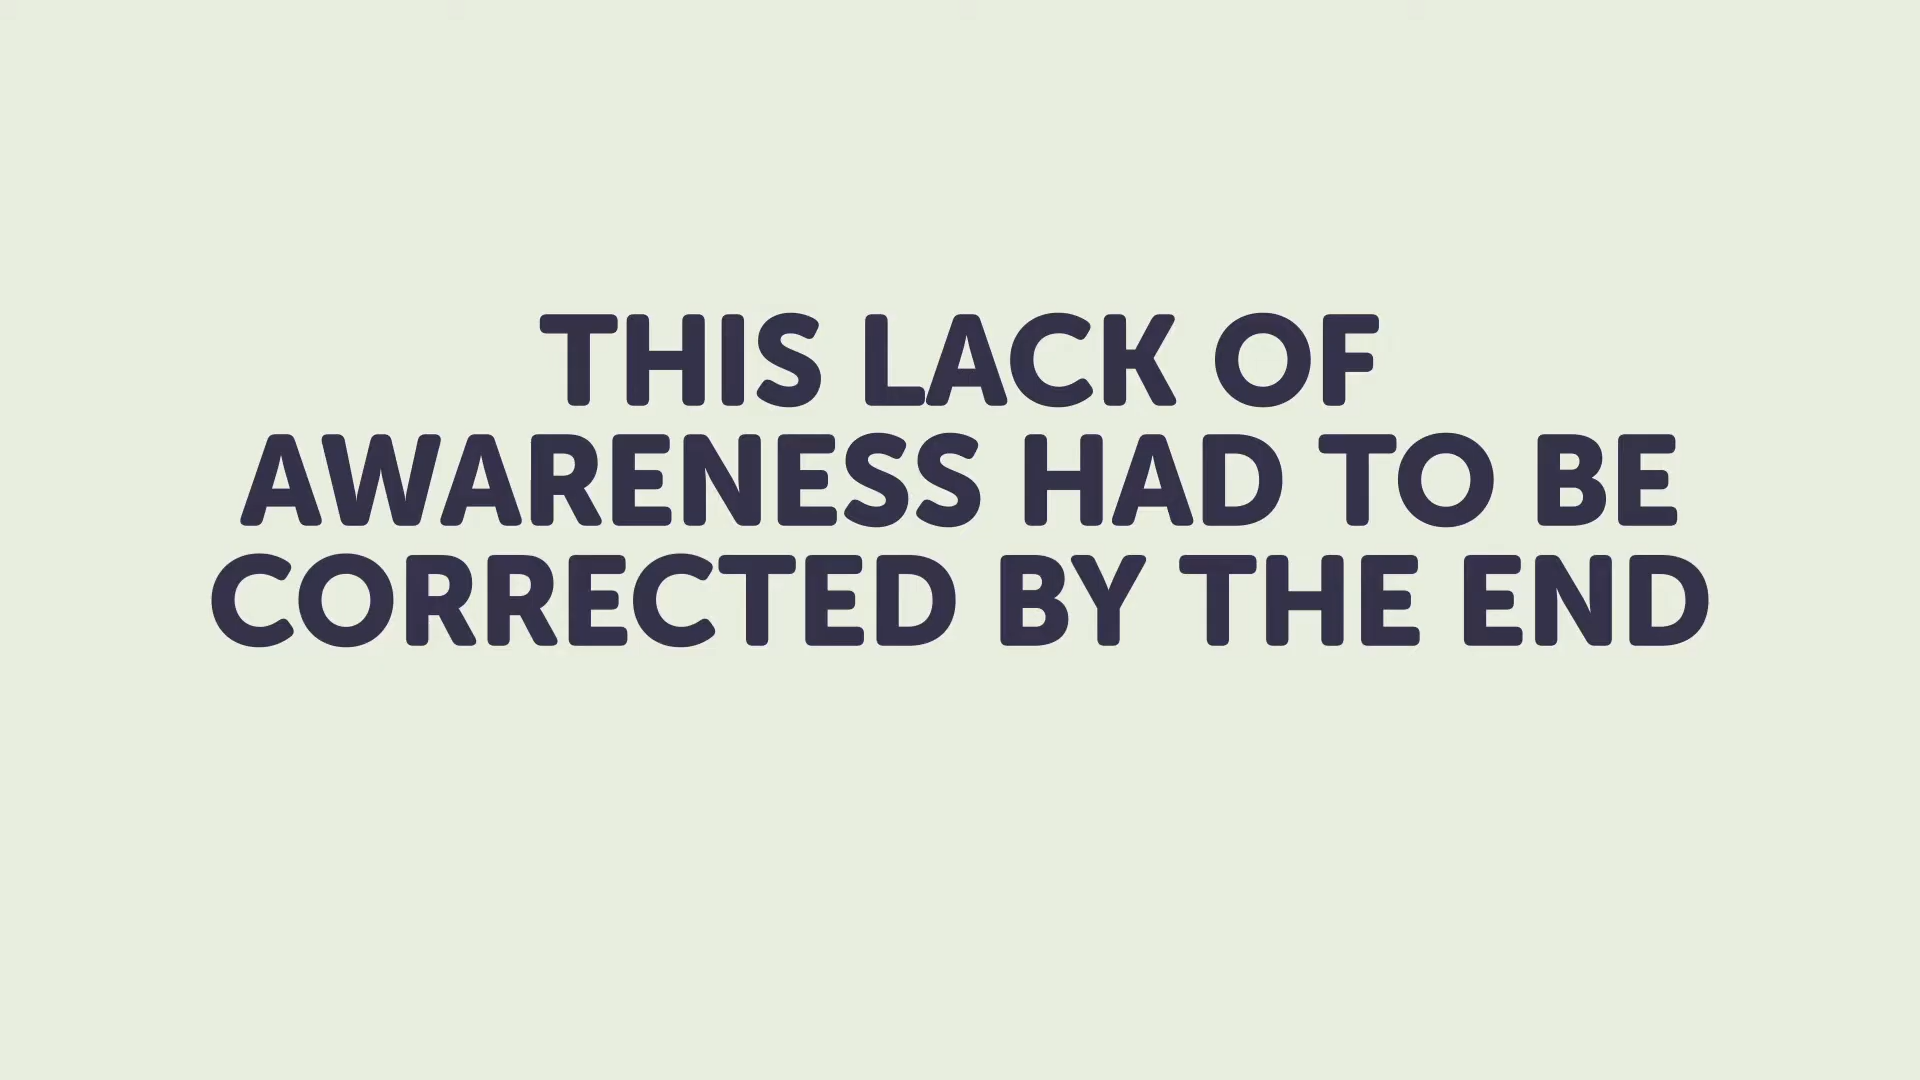 THIS LACK OF
AWARENESS HAD TO BE
CORRECTED BY THE END